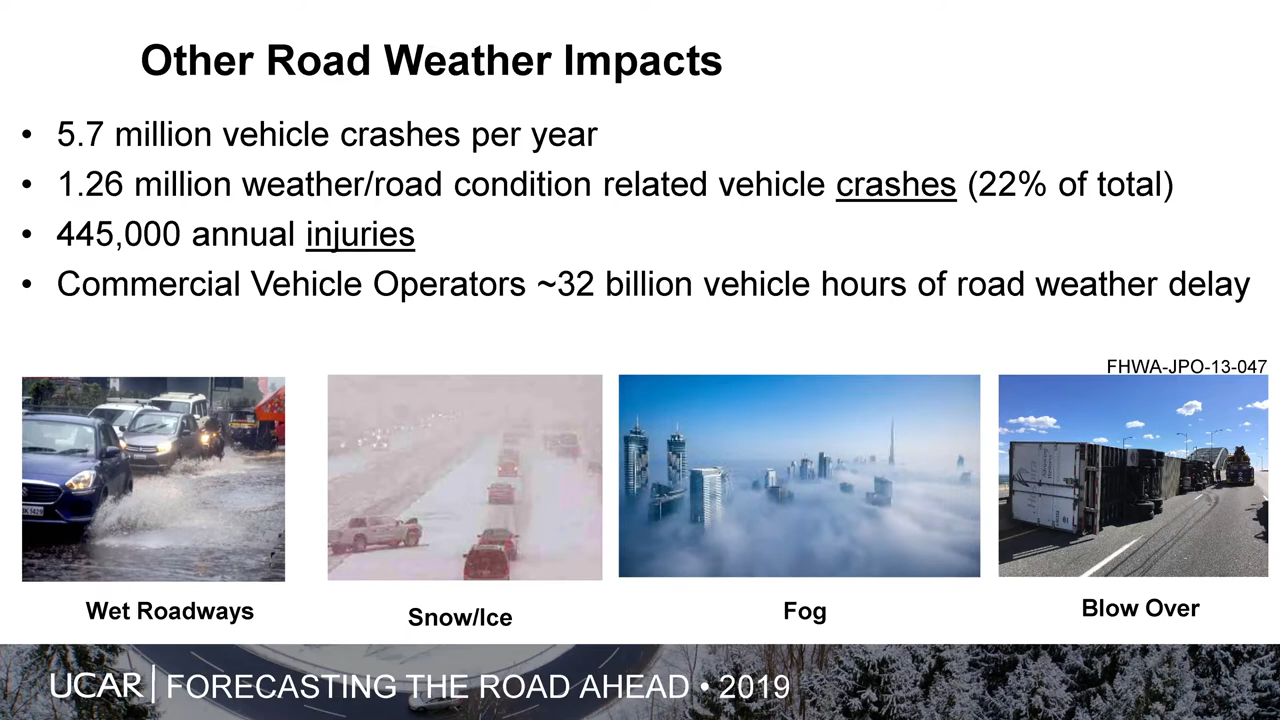 Other Road Weather Impacts
• 5.7 million vehicle crashes per year
• 1.26 million weather/road condition related vehicle crashes (22% of total)
• 445,000 annual injuries
• Commercial Vehicle Operators ~32 billion vehicle hours of road weather delay
FHWA-JPO-13-047
Wet Roadways
Snow/Ice
Fog
Blow Over
UCAR | FORECASTING THE ROAD AHEAD • 2019